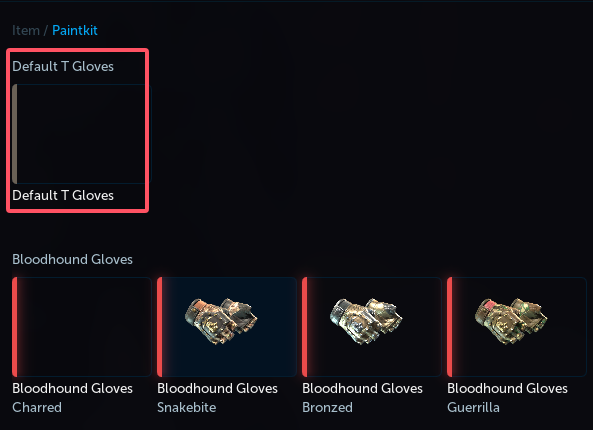 Item / Paintkit
Default T Gloves
Default T Gloves
Bloodhound Gloves
Bloodhound Gloves
Charred
Bloodhound Gloves
Snakebite
Bloodhound Gloves
Bronzed
Bloodhound Gloves
Guerrilla